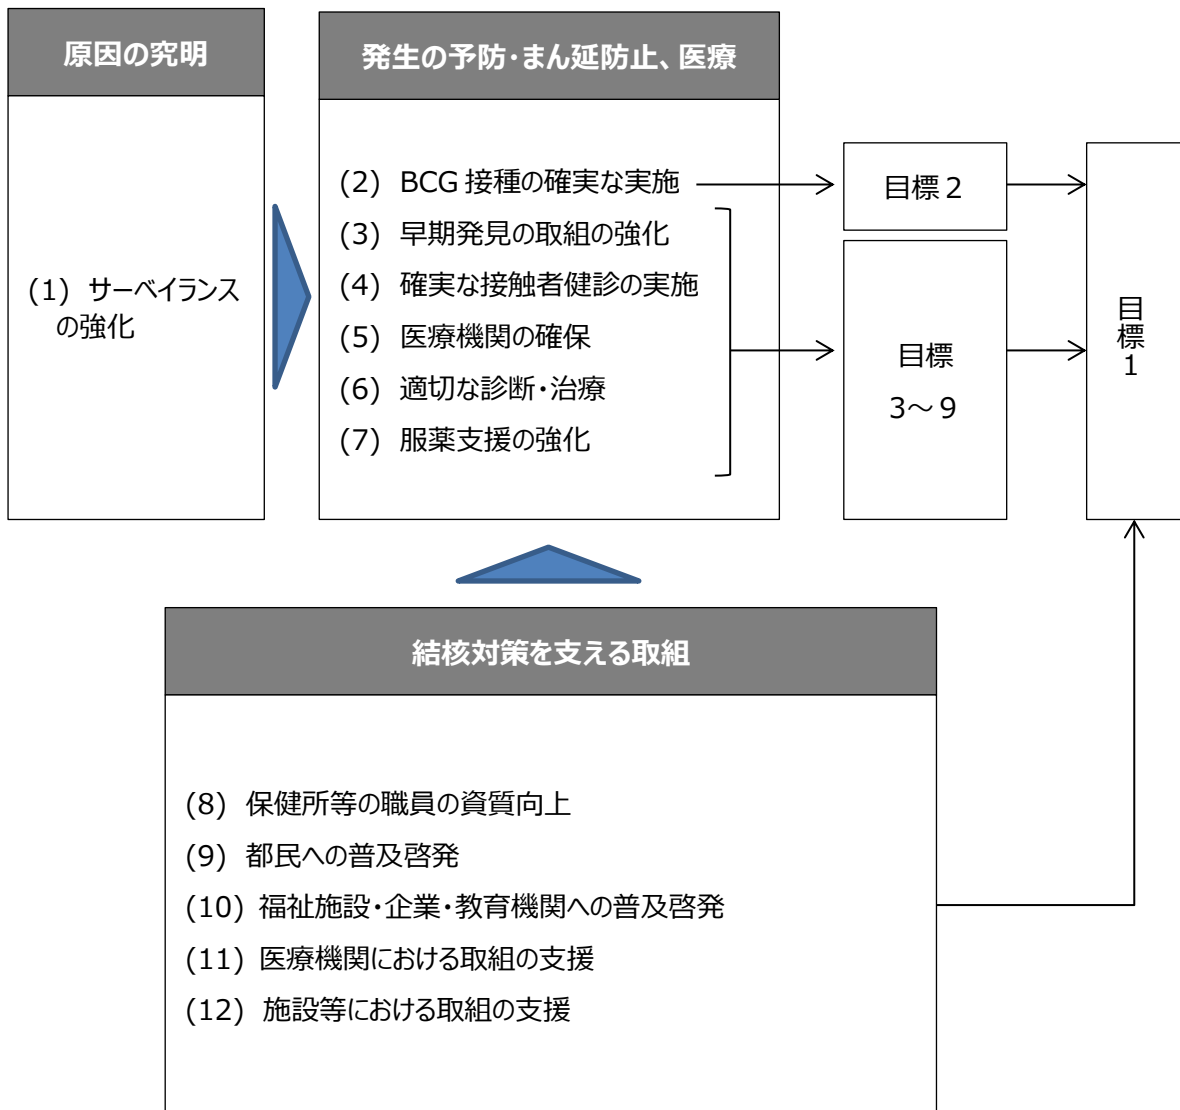 原因の究明
(1) サーベイランス
の強化
発生の予防・まん延防止、医療
(2) BCG 接種の確実な実施
(3) 早期発見の取組の強化
(4) 確実な接触者健診の実施
(5) 医療機関の確保
(6) 適切な診断・治療
(7) 服薬支援の強化
目標２
目標
3～９
目標１
結核対策を支える取組
(8) 保健所等の職員の資質向上
(9) 都民への普及啓発
(10) 福祉施設・企業・教育機関への普及啓発
(11) 医療機関における取組の支援
(12) 施設等における取組の支援